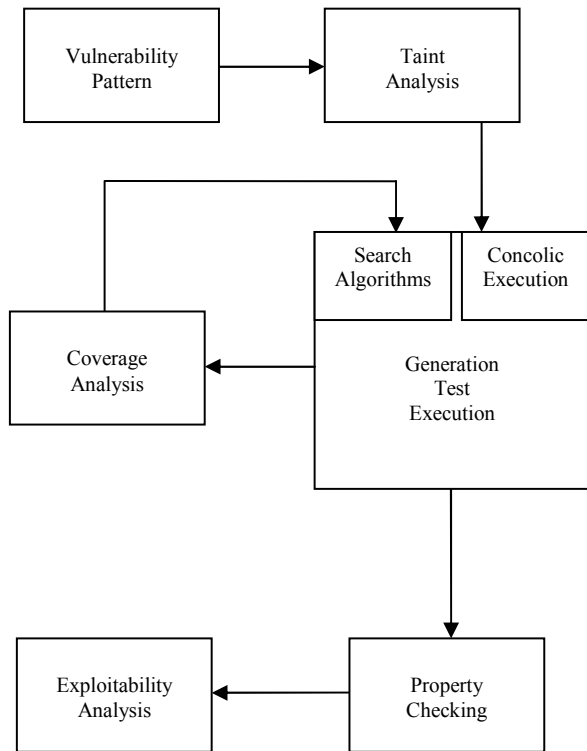 Vulnerability
Pattern
Taint
Analysis
Search
Algorithms
Concolic
Execution
Coverage
Analysis
Generation
Test
Execution
Exploitability
Analysis
Property
Checking